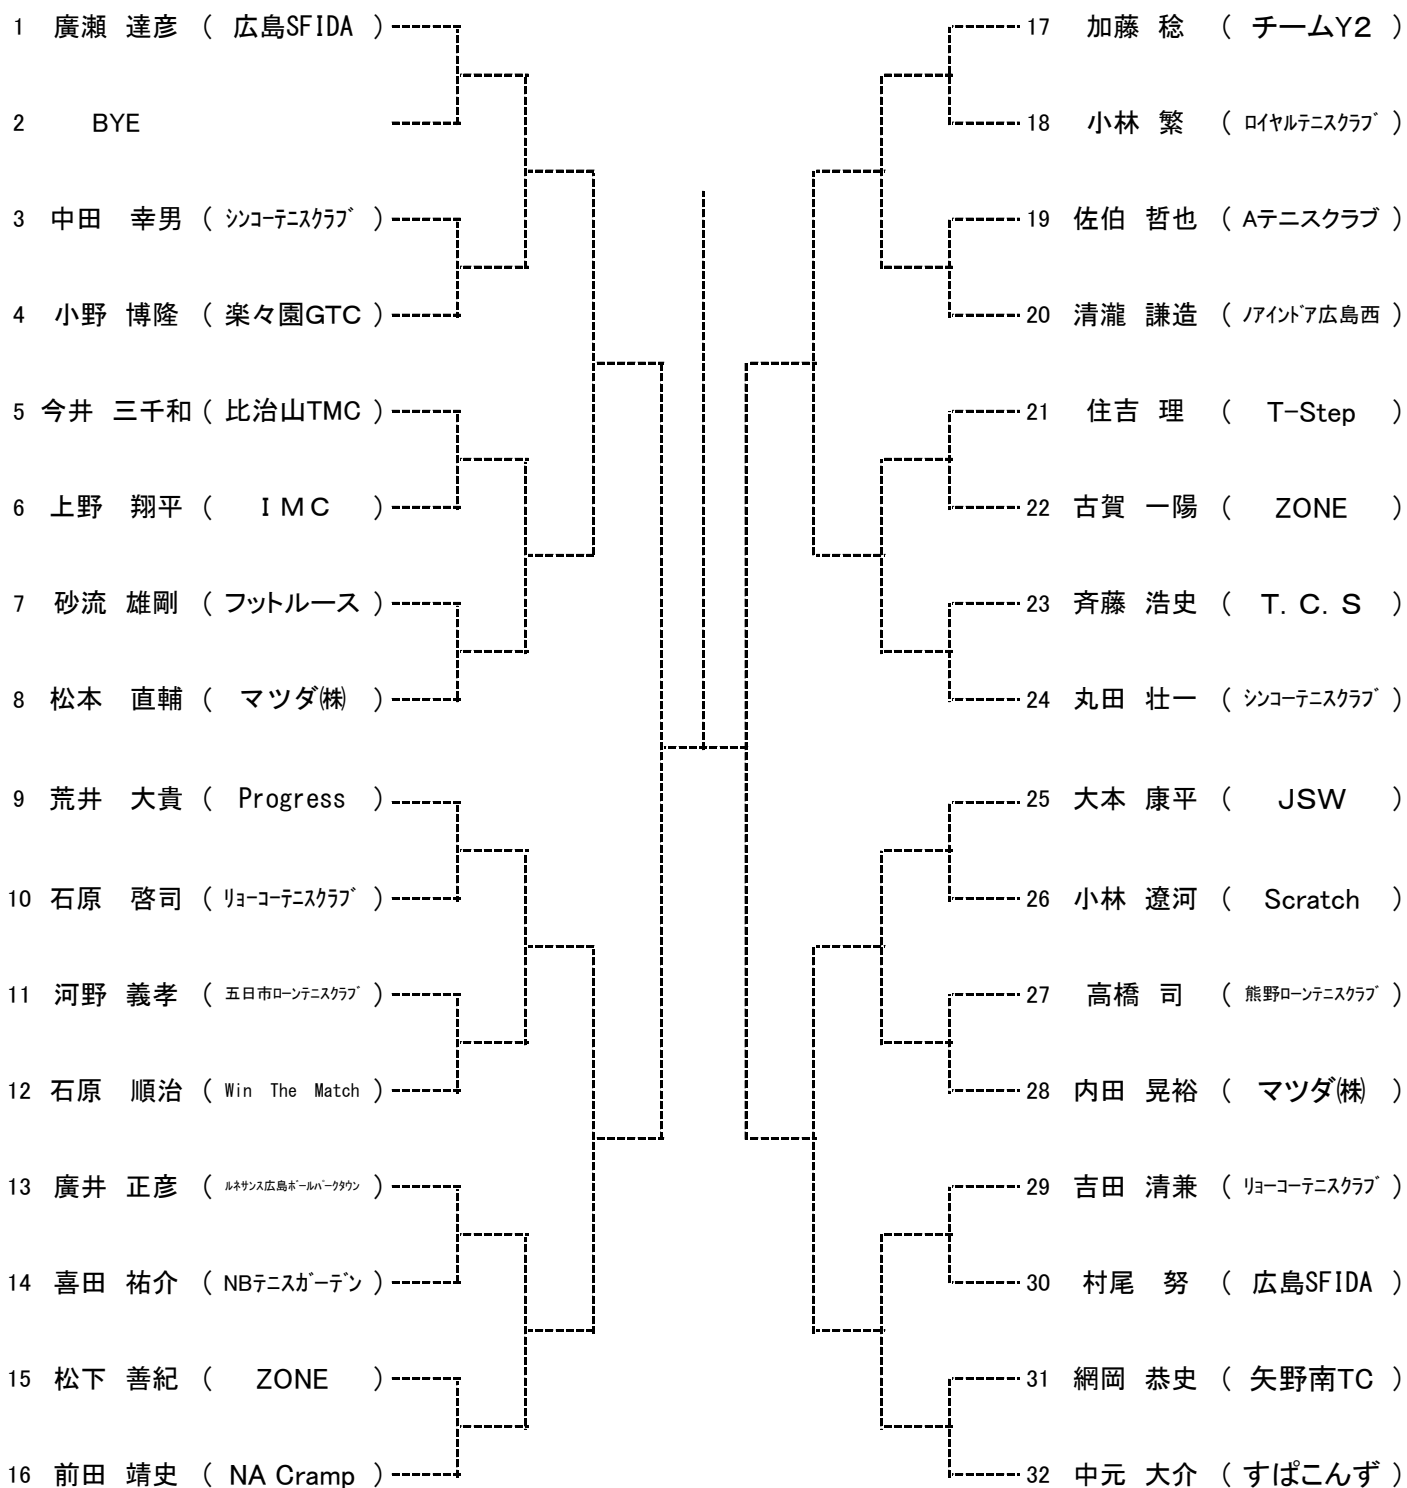 1 廣瀬 達彦 ( 広島SFIDA )
2 BYE
3 中田 幸男 ( ｼﾝｺｰﾃﾆｽｸﾗﾌﾞ )
4 小野 博隆 ( 楽々園GTC )
5 今井 三千和 ( 比治山TMC )
6 上野 翔平 ( ＩＭＣ )
7 砂流 雄剛 ( フットルース )
8 松本 直輔 ( マツダ㈱ )
9 荒井 大貴 ( Progress )
10 石原 啓司 ( ﾘｮｰｺｰﾃﾆｽｸﾗﾌﾞ )
11 河野 義孝 ( 五日市ﾛｰﾝﾃﾆｽｸﾗﾌﾞ )
12 石原 順治 ( Win The Match )
13 廣井 正彦 ( ﾙﾈｻﾝｽ広島ﾎﾞｰﾙﾊﾟｰｸﾀｳﾝ )
14 喜田 祐介 ( NBﾃﾆｽｶﾞｰﾃﾞﾝ )
15 松下 善紀 ( ZONE )
16 前田 靖史 ( NA Cramp )
17 加藤 稔 ( チームY2 )
18 小林 繁 ( ﾛｲﾔﾙﾃﾆｽｸﾗﾌﾞ )
19 佐伯 哲也 ( Aテニスクラブ )
20 清瀧 謙造 ( ﾉｱｲﾝﾄﾞｱ広島西 )
21 住吉 理 ( T-Step )
22 古賀 一陽 ( ZONE )
23 斉藤 浩史 ( T. C. S )
24 丸田 壮一 ( ｼﾝｺｰﾃﾆｽｸﾗﾌﾞ )
25 大本 康平 ( JSW )
26 小林 遼河 ( Scratch )
27 高橋 司 ( 熊野ﾛｰﾝﾃﾆｽｸﾗﾌﾞ )
28 内田 晃裕 ( マツダ㈱ )
29 吉田 清兼 ( ﾘｮｰｺｰﾃﾆｽｸﾗﾌﾞ )
30 村尾 努 ( 広島SFIDA )
31 網岡 恭史 ( 矢野南TC )
32 中元 大介 ( すぱこんず )